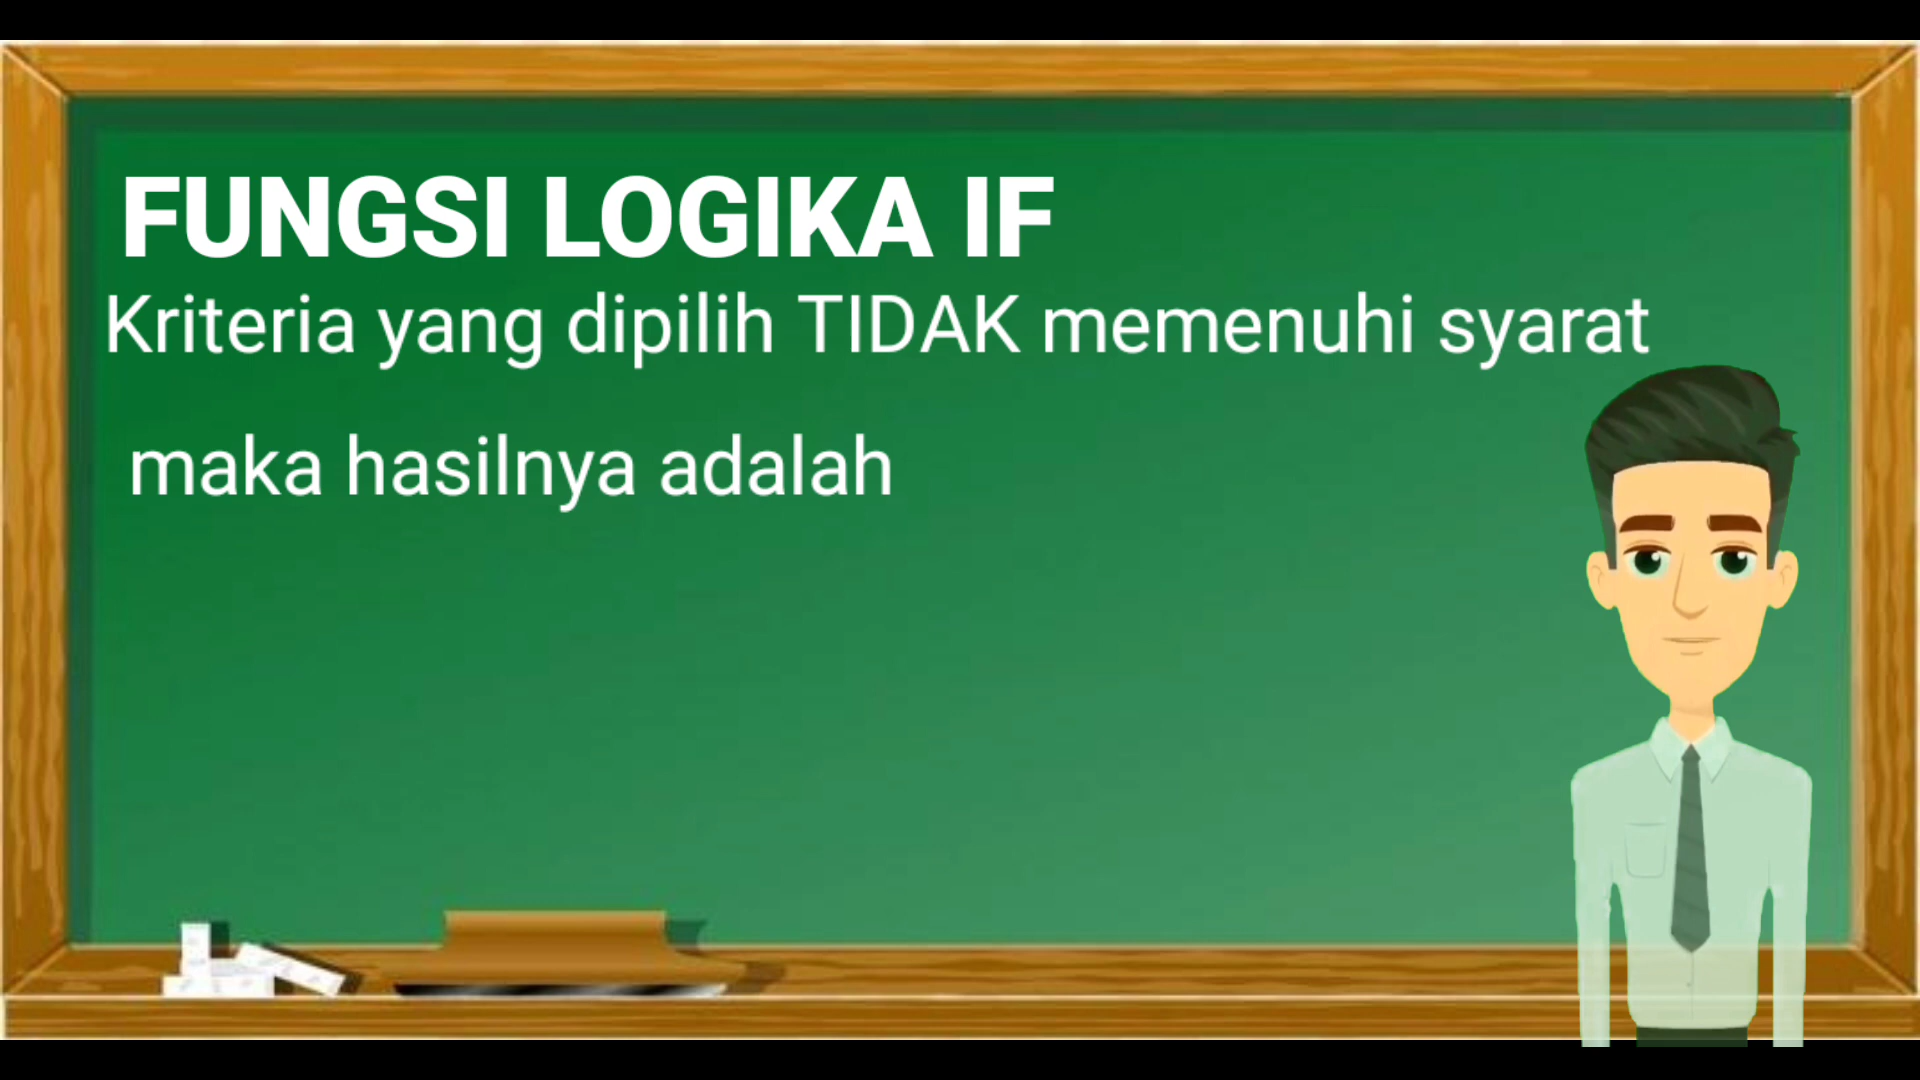 FUNGSI LOGIKA IF
Kriteria yang dipilih TIDAK memenuhi syarat
maka hasilnya adalah